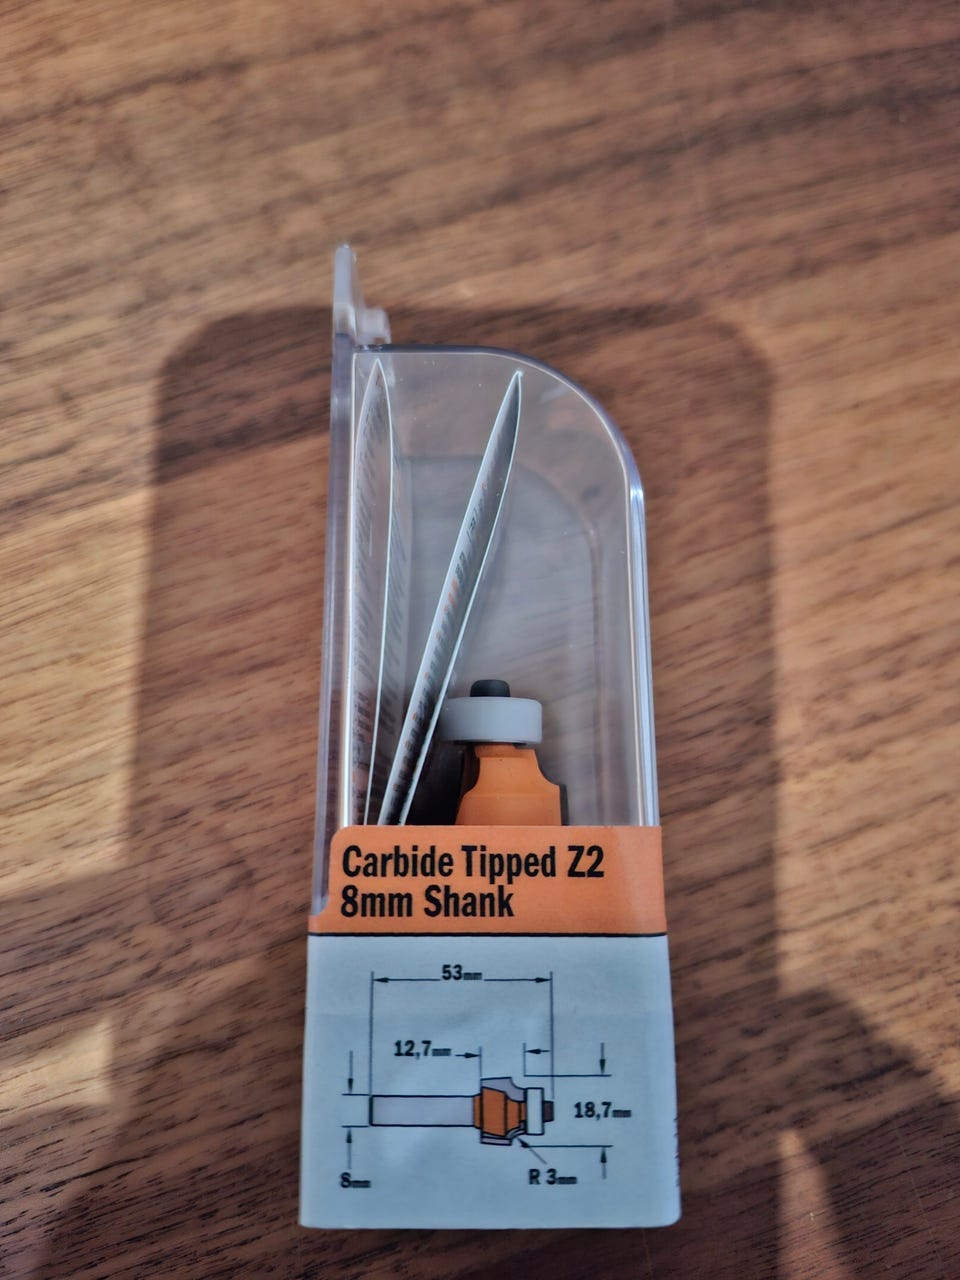 Carbide Tipped Z2
8mm Shank
53mm
12,7mm
18,7mm
8mm
R 3mm